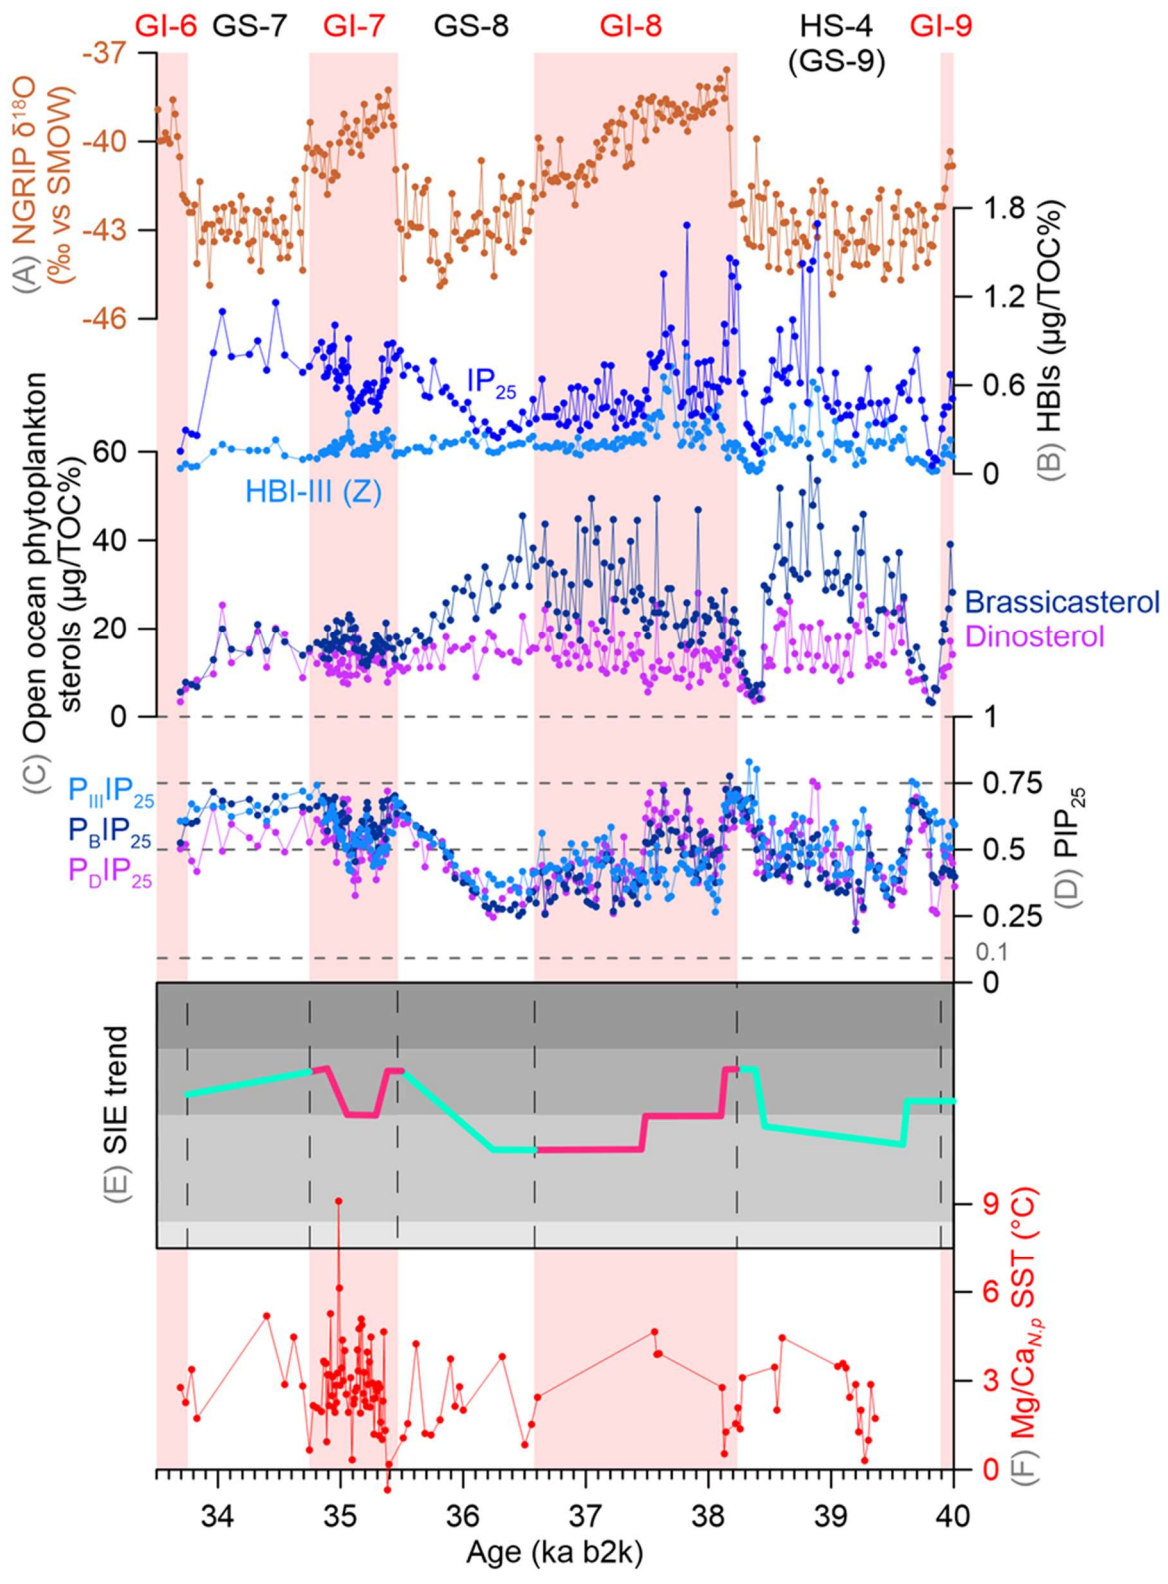 GI-6 GS-7 GI-7 GS-8 GI-8 HS-4 GI-9
(GS-9)
-37
-40
-43
-46
(A) NGRIP δ¹⁸O
(‰ vs SMOW)
1.8
1.2
0.6
0
(B) HBIs (µg/TOC%)
IP₂₅
HBI-III (Z)
60
40
20
0
(C) Open ocean phytoplankton
sterols (µg/TOC%)
Brassicasterol
Dinosterol
1
0.75
0.5
0.25
0.1
0
(D) PIP₂₅
P_IIIIP₂₅
P_BIP₂₅
P_DIP₂₅
(E) SIE trend
9
6
3
0
(F) Mg/Ca_N.p SST (°C)
34 35 36 37 38 39 40
Age (ka b2k)